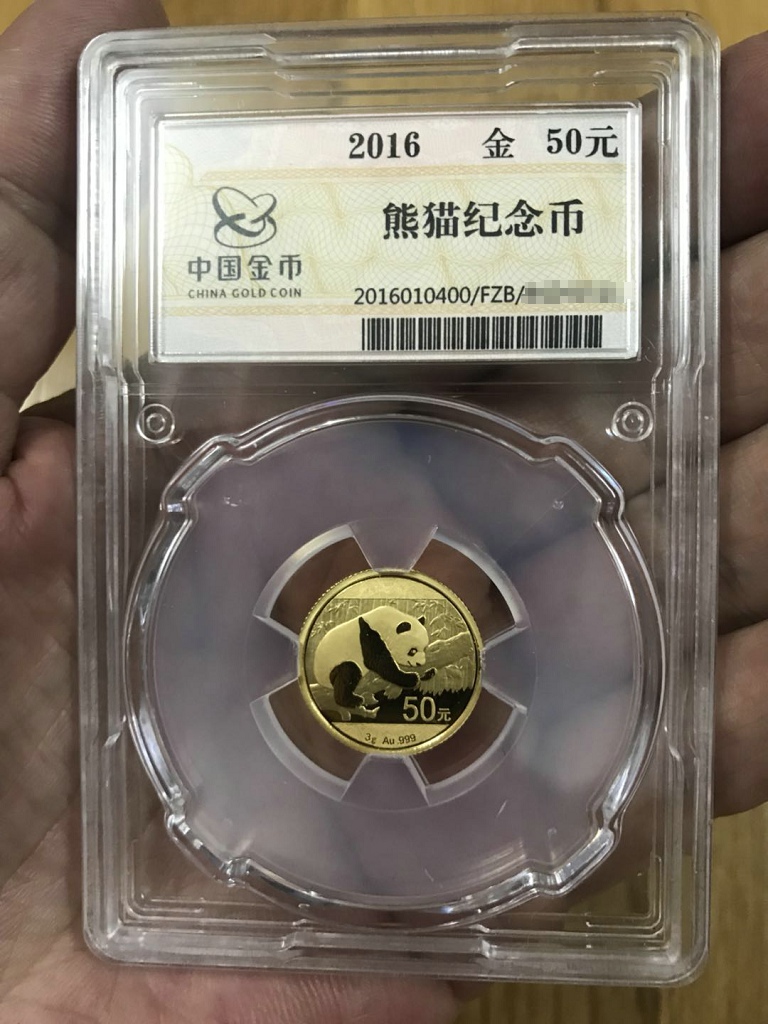 2016 金 50元
熊猫纪念币
中国金币
CHINA GOLD COIN
2016010400/FZB/
50元
3g Au.999